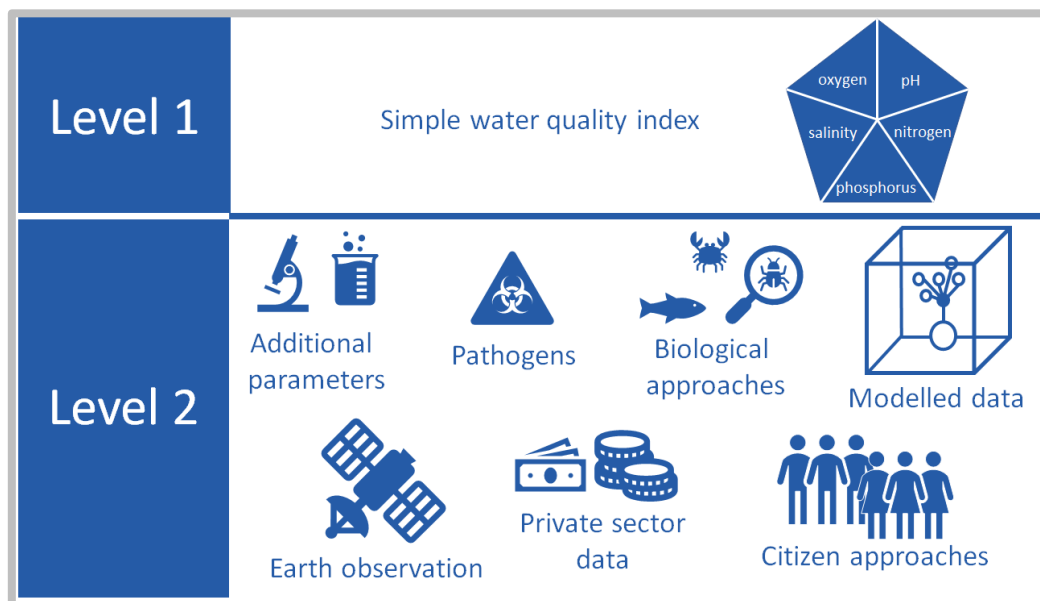 Level 1
Simple water quality index
oxygen
pH
salinity
nitrogen
phosphorus
Level 2
Additional
parameters
Pathogens
Biological
approaches
Modelled data
Earth observation
Private sector
data
Citizen approaches